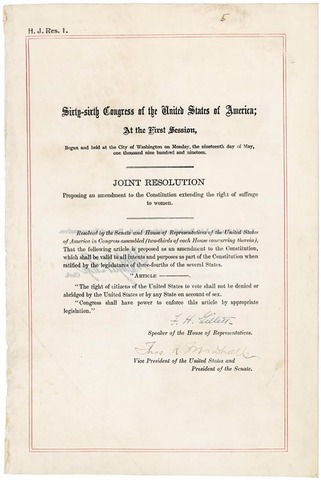 5
H. J. Res. 1.
Sixty-sixth Congress of the United States of America;
At the First Session,
Begun and held at the City of Washington on Monday, the nineteenth day of May,
one thousand nine hundred and nineteen.
JOINT RESOLUTION
Proposing an amendment to the Constitution extending the right of suffrage
to women.
Resolved by the Senate and House of Representatives of the United States
of America in Congress assembled (two-thirds of each House concurring therein),
That the following article is proposed as an amendment to the Constitution,
which shall be valid to all intents and purposes as part of the Constitution when
ratified by the legislatures of three-fourths of the several States.
"ARTICLE ————.
"The right of citizens of the United States to vote shall not be denied or
abridged by the United States or by any State on account of sex.
"Congress shall have power to enforce this article by appropriate
legislation."
F. H. Gillett
Speaker of the House of Representatives.
Thos. R. Marshall
Vice President of the United States and
President of the Senate.